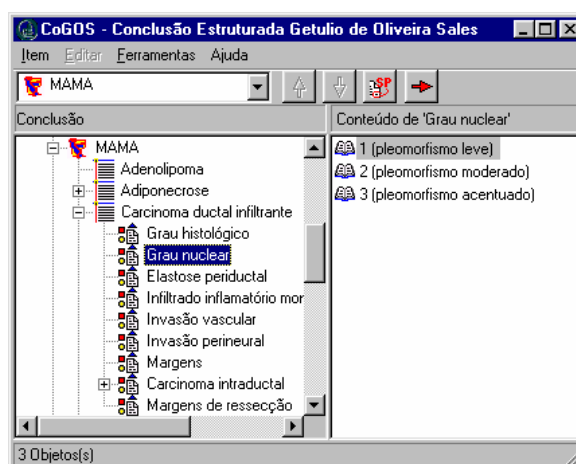 CoGOS - Conclusão Estruturada Getulio de Oliveira Sales
Item Editar Ferramentas Ajuda
MAMA
SP
Conclusão
Conteúdo de 'Grau nuclear'
MAMA
Adenolipoma
Adiponecrose
Carcinoma ductal infiltrante
Grau histológico
Grau nuclear
Elastose periductal
Infiltrado inflamatório mor
Invasão vascular
Invasão perineural
Margens
Carcinoma intraductal
Margens de ressecção
1 (pleomorfismo leve)
2 (pleomorfismo moderado)
3 (pleomorfismo acentuado)
3 Objetos(s)